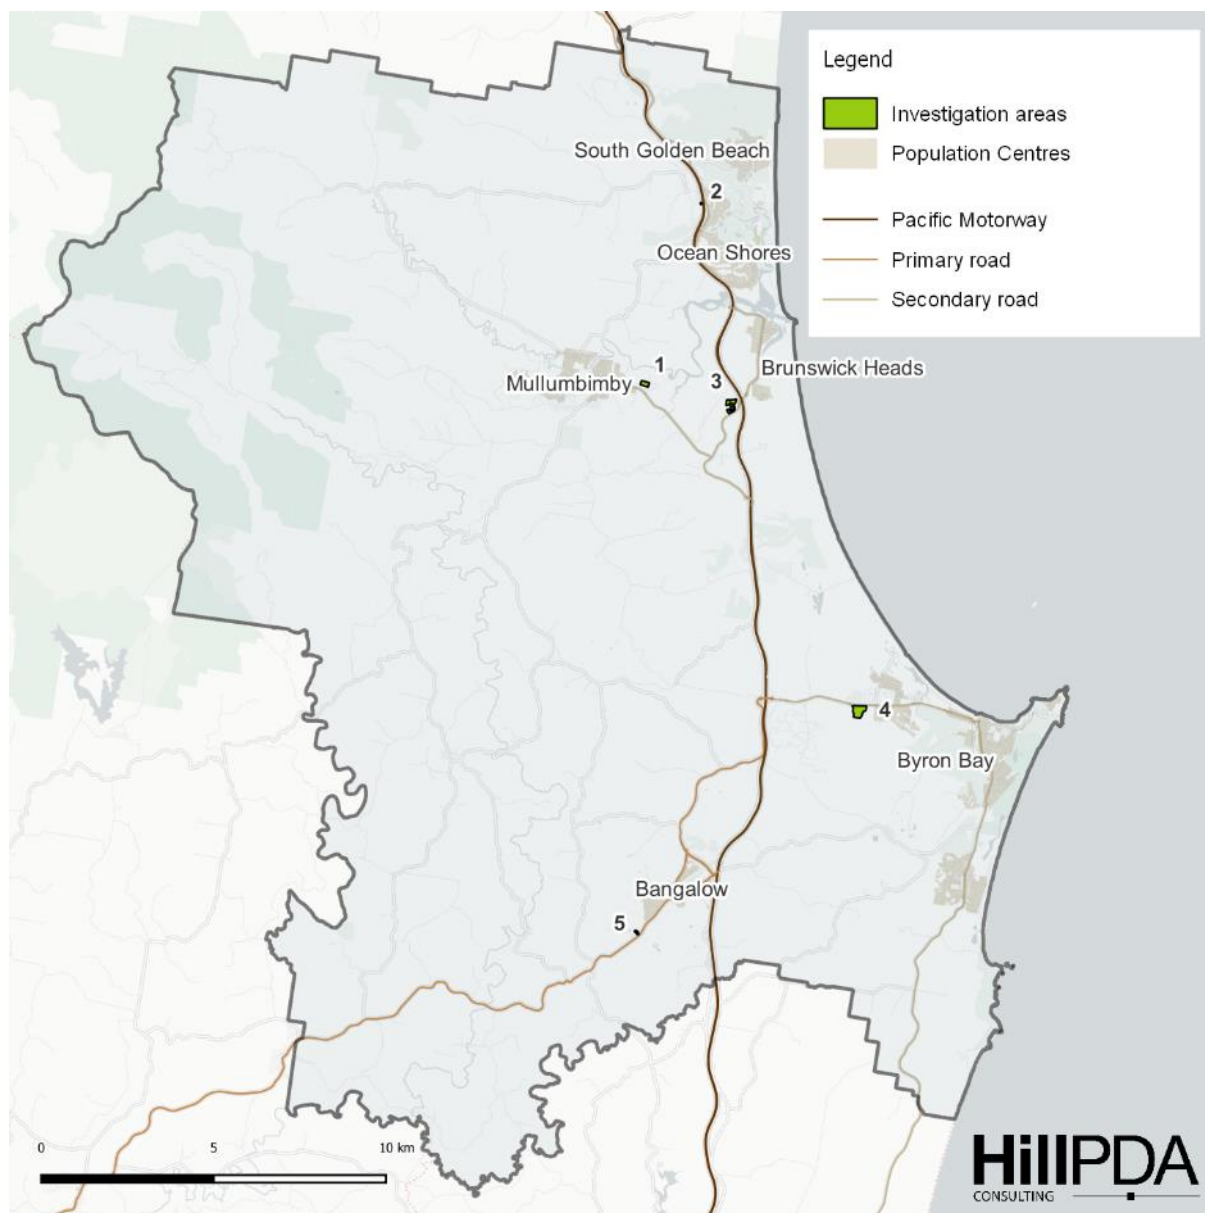 Legend
Investigation areas
Population Centres
Pacific Motorway
Primary road
Secondary road
South Golden Beach
2
Ocean Shores
1
Mullumbimby
3
Brunswick Heads
4
Byron Bay
Bangalow
5
0 5 10 km
HillPDA
CONSULTING